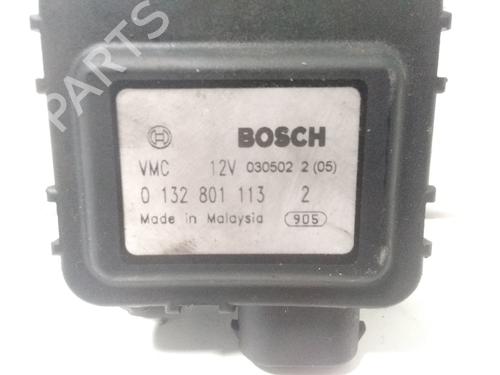 PARTS
BOSCH
VMC 12V 030502 2 (05)
0 132 801 113 2
Made in Malaysia 905